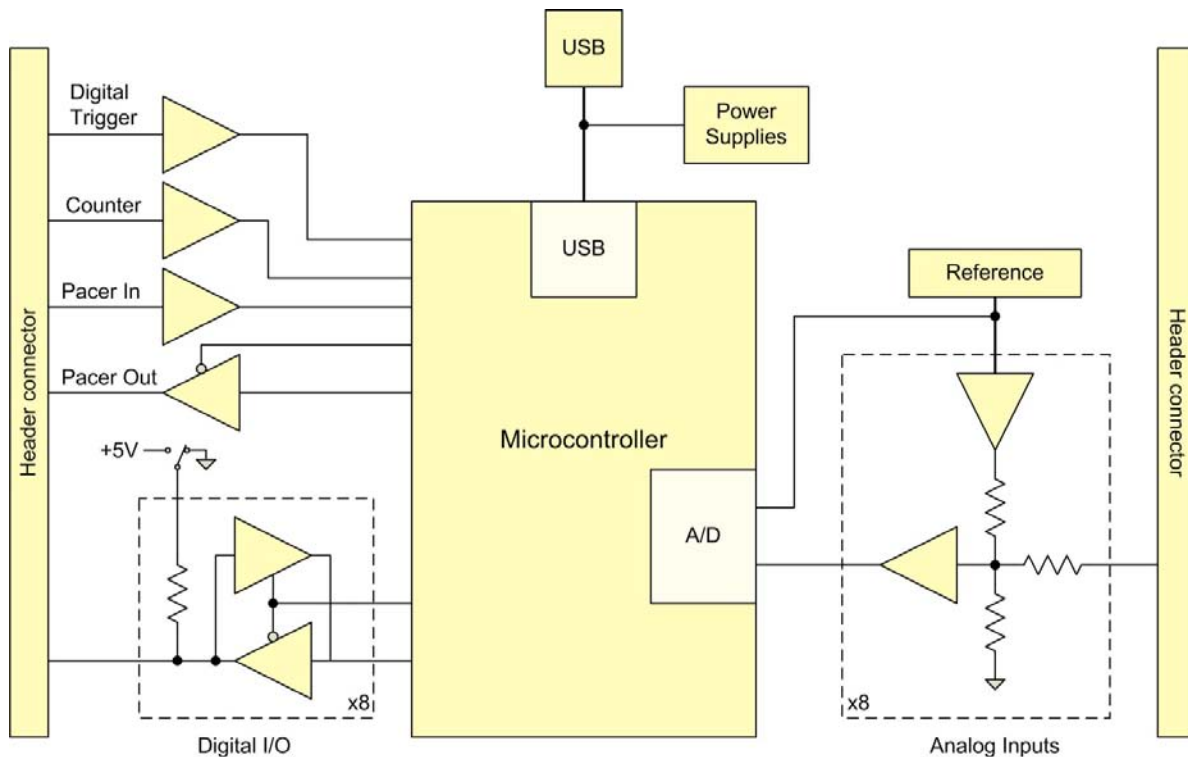 USB
Power
Supplies
Digital
Trigger
Counter
Pacer In
Pacer Out
Header connector
+5V
x8
Digital I/O
USB
Microcontroller
A/D
Reference
x8
Analog Inputs
Header connector